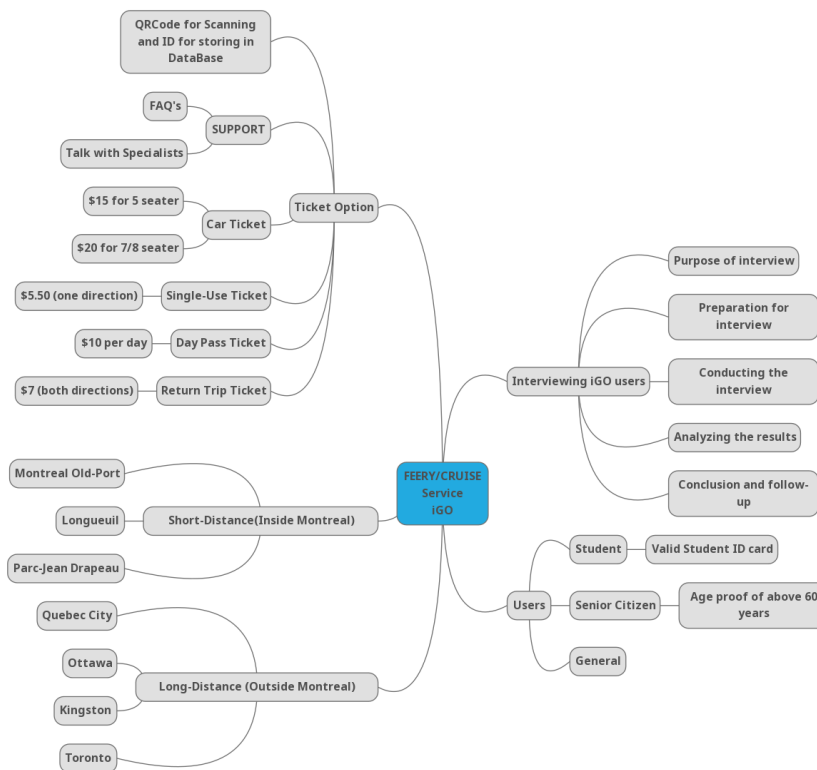 QRCode for Scanning
and ID for storing in
DataBase
FAQ's
SUPPORT
Talk with Specialists
$15 for 5 seater
Car Ticket
$20 for 7/8 seater
Ticket Option
$5.50 (one direction)
Single-Use Ticket
$10 per day
Day Pass Ticket
$7 (both directions)
Return Trip Ticket
Montreal Old-Port
Longueuil
Short-Distance(Inside Montreal)
Parc-Jean Drapeau
Quebec City
Ottawa
Long-Distance (Outside Montreal)
Kingston
Toronto
FEERY/CRUISE
Service
iGO
Interviewing iGO users
Purpose of interview
Preparation for
interview
Conducting the
interview
Analyzing the results
Conclusion and follow-
up
Users
Student
Valid Student ID card
Senior Citizen
Age proof of above 60
years
General